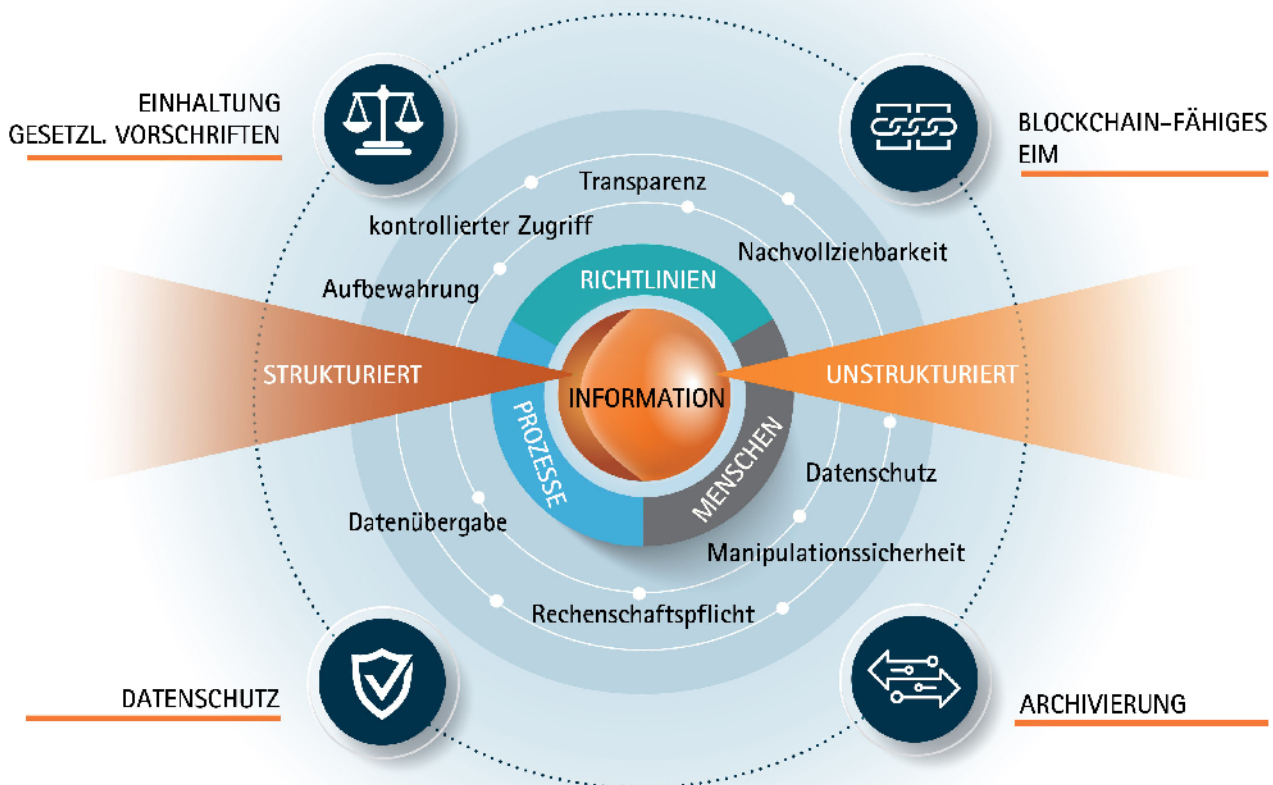 EINHALTUNG
GESETZL. VORSCHRIFTEN
BLOCKCHAIN-FÄHIGES
EIM
Transparenz
kontrollierter Zugriff
Nachvollziehbarkeit
Aufbewahrung
RICHTLINIEN
STRUKTURIERT
UNSTRUKTURIERT
INFORMATION
PROZESSE
MENSCHEN
Datenschutz
Datenübergabe
Manipulationssicherheit
Rechenschaftspflicht
DATENSCHUTZ
ARCHIVIERUNG